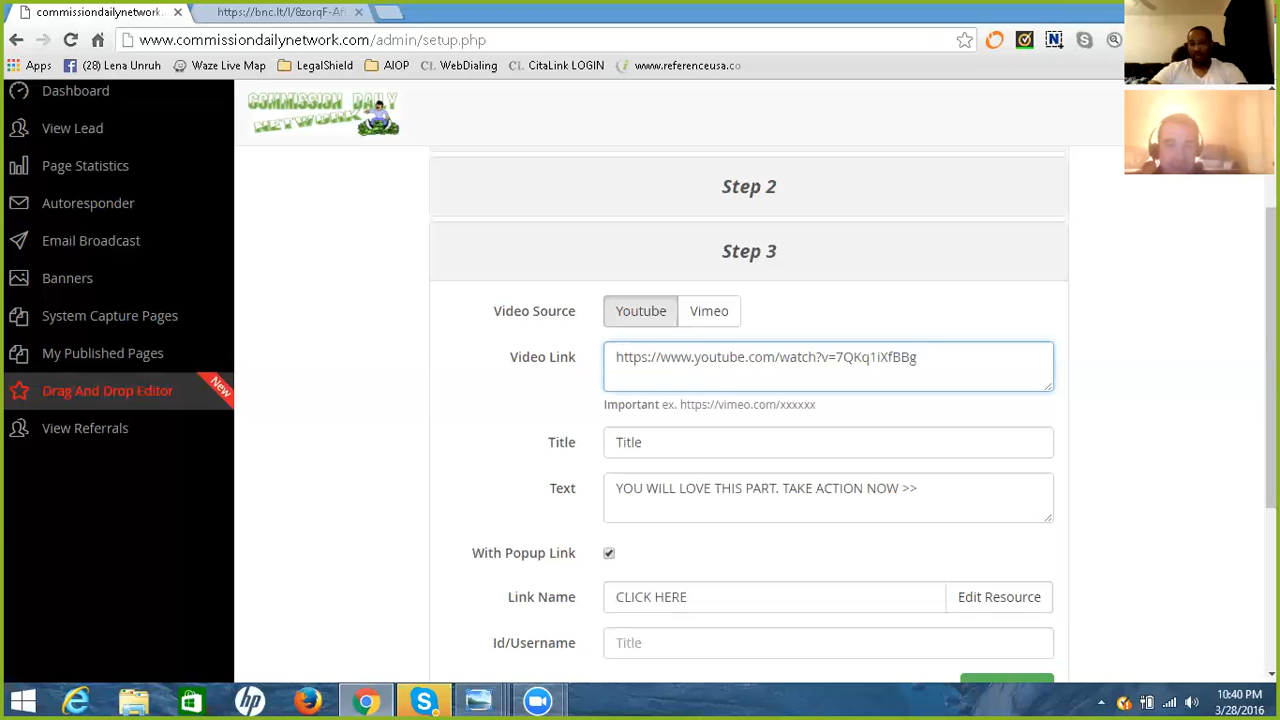 commissiondailynetwork.
https://bnc.lt/l/8zorqF-Af
www.commissiondailynetwork.com/admin/setup.php
Apps
(28) Lena Unruh
Waze Live Map
LegalShield
AIOP
CL WebDialing
CL CitaLink LOGIN
www.referenceusa.co
Dashboard
View Lead
Page Statistics
Autoresponder
Email Broadcast
Banners
System Capture Pages
My Published Pages
Drag And Drop Editor
New
View Referrals
COMMISSION DAILY
NETWORK
Step 2
Step 3
Video Source Youtube Vimeo
Video Link https://www.youtube.com/watch?v=7QKq1iXfBBg
Important ex. https://vimeo.com/xxxxxx
Title Title
Text YOU WILL LOVE THIS PART. TAKE ACTION NOW >>
With Popup Link
Link Name CLICK HERE Edit Resource
Id/Username Title
10:40 PM
3/28/2016